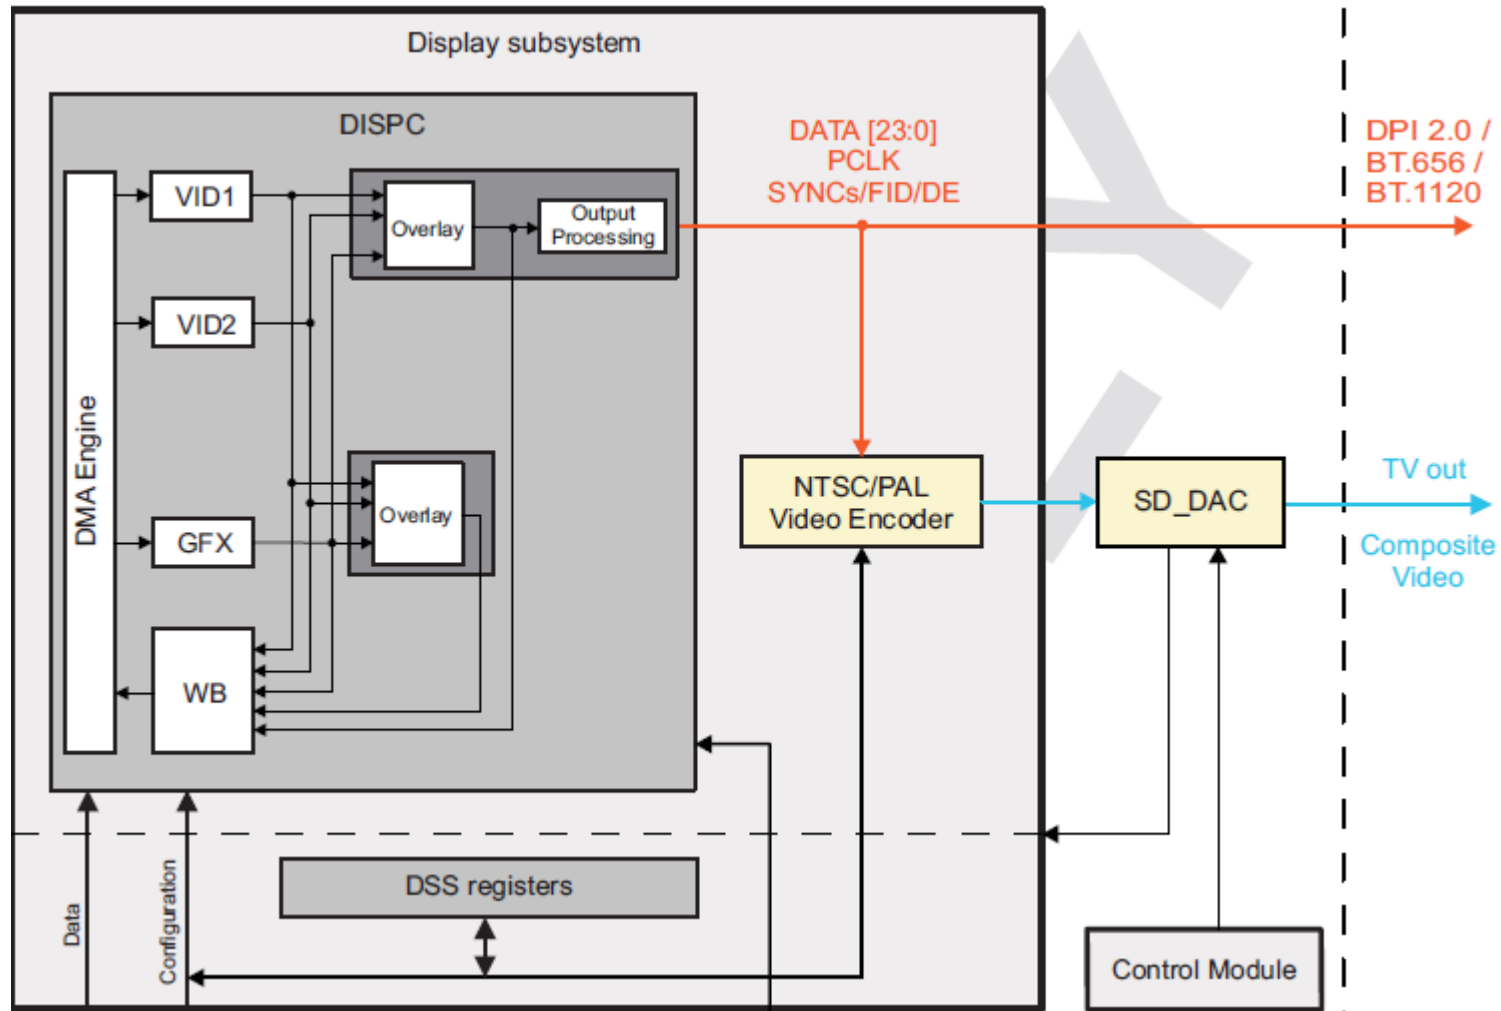 Display subsystem
DISPC
DMA Engine
VID1
VID2
GFX
WB
Overlay
Output
Processing
Overlay
DATA [23:0]
PCLK
SYNCs/FID/DE
DPI 2.0 /
BT.656 /
BT.1120
NTSC/PAL
Video Encoder
SD_DAC
TV out
Composite
Video
Data
Configuration
DSS registers
Control Module